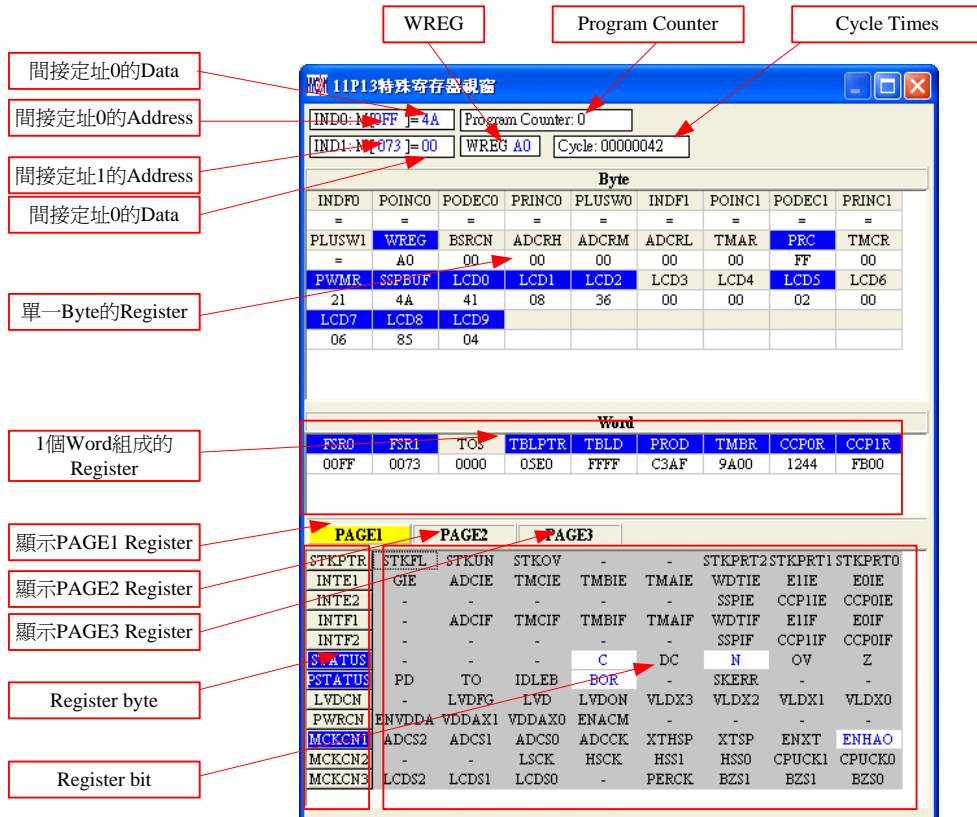 WREG
Program Counter
Cycle Times
間接定址0的Data
間接定址0的Address
間接定址1的Address
間接定址0的Data
單一Byte的Register
1個Word組成的
Register
顯示PAGE1 Register
顯示PAGE2 Register
顯示PAGE3 Register
Register byte
Register bit
11P13特殊寄存器視窗
IND0: M[0FF ]= 4A Program Counter: 0
IND1: M[073 ]= 00 WREG A0 Cycle: 00000042
Byte
INDF0 POINC0 PODEC0 PRINC0 PLUSW0 INDF1 POINC1 PODEC1 PRINC1
= = = = = = = = =
PLUSW1 WREG BSRCN ADCRH ADCRM ADCRL TMAR PRC TMCR
= A0 00 00 00 00 00 FF 00
PWMR SSPBUF LCD0 LCD1 LCD2 LCD3 LCD4 LCD5 LCD6
21 4A 41 08 36 00 00 02 00
LCD7 LCD8 LCD9
06 85 04
Word
FSR0 FSR1 TOS TBLPTR TBLD PROD TMBR CCP0R CCP1R
00FF 0073 0000 05E0 FFFF C3AF 9A00 1244 FB00
PAGE1 PAGE2 PAGE3
STKPTR STKFL STKUN STKOV - - STKPRT2 STKPRT1 STKPRT0
INTE1 GIE ADCIE TMCIE TMBIE TMAIE WDTIE E1IE E0IE
INTE2 - - - - - SSPIE CCP1IE CCP0IE
INTF1 - ADCIF TMCIF TMBIF TMAIF WDTIF E1IF E0IF
INTF2 - - - - - SSPIF CCP1IF CCP0IF
STATUS - - - C DC N OV Z
PSTATUS PD TO IDLEB BOR - SKERR - -
LVDCN - LVDFG LVD LVDON VLDX3 VLDX2 VLDX1 VLDX0
PWRCN ENVDDA VDDAX1 VDDAX0 ENACM - - - -
MCKCN1 ADCS2 ADCS1 ADCS0 ADCCK XTHSP XTSP ENXT ENHAO
MCKCN2 - - LSCK HSCK HSS1 HSS0 CPUCK1 CPUCK0
MCKCN3 LCDS2 LCDS1 LCDS0 - PERCK BZS1 BZS1 BZS0